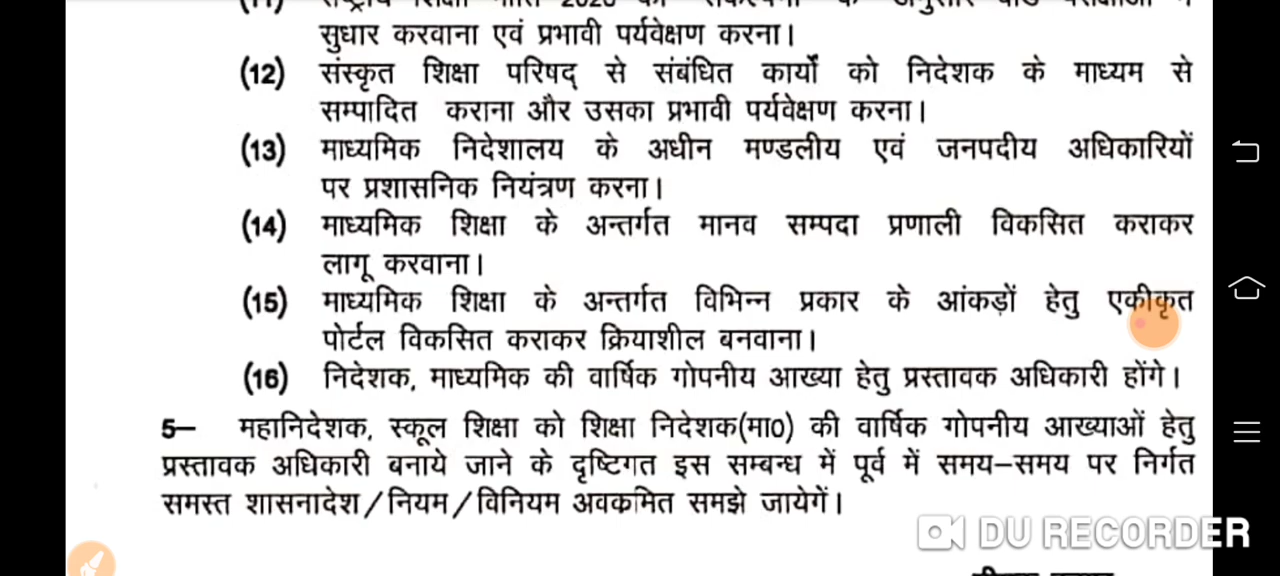 सुधार करवाना एवं प्रभावी पर्यवेक्षण करना।
(12) संस्कृत शिक्षा परिषद् से संबंधित कार्यों को निदेशक के माध्यम से
सम्पादित कराना और उसका प्रभावी पर्यवेक्षण करना।
(13) माध्यमिक निदेशालय के अधीन मण्डलीय एवं जनपदीय अधिकारियों
पर प्रशासनिक नियंत्रण करना।
(14) माध्यमिक शिक्षा के अन्तर्गत मानव सम्पदा प्रणाली विकसित कराकर
लागू करवाना।
(15) माध्यमिक शिक्षा के अन्तर्गत विभिन्न प्रकार के आंकड़ों हेतु एकीकृत
पोर्टल विकसित कराकर क्रियाशील बनवाना।
(16) निदेशक, माध्यमिक की वार्षिक गोपनीय आख्या हेतु प्रस्तावक अधिकारी होंगे।
5— महानिदेशक, स्कूल शिक्षा को शिक्षा निदेशक(मा0) की वार्षिक गोपनीय आख्याओं हेतु
प्रस्तावक अधिकारी बनाये जाने के दृष्टिगत इस सम्बन्ध में पूर्व में समय—समय पर निर्गत
समस्त शासनादेश/नियम/विनियम अवकमित समझे जायेगें।
DU RECORDER